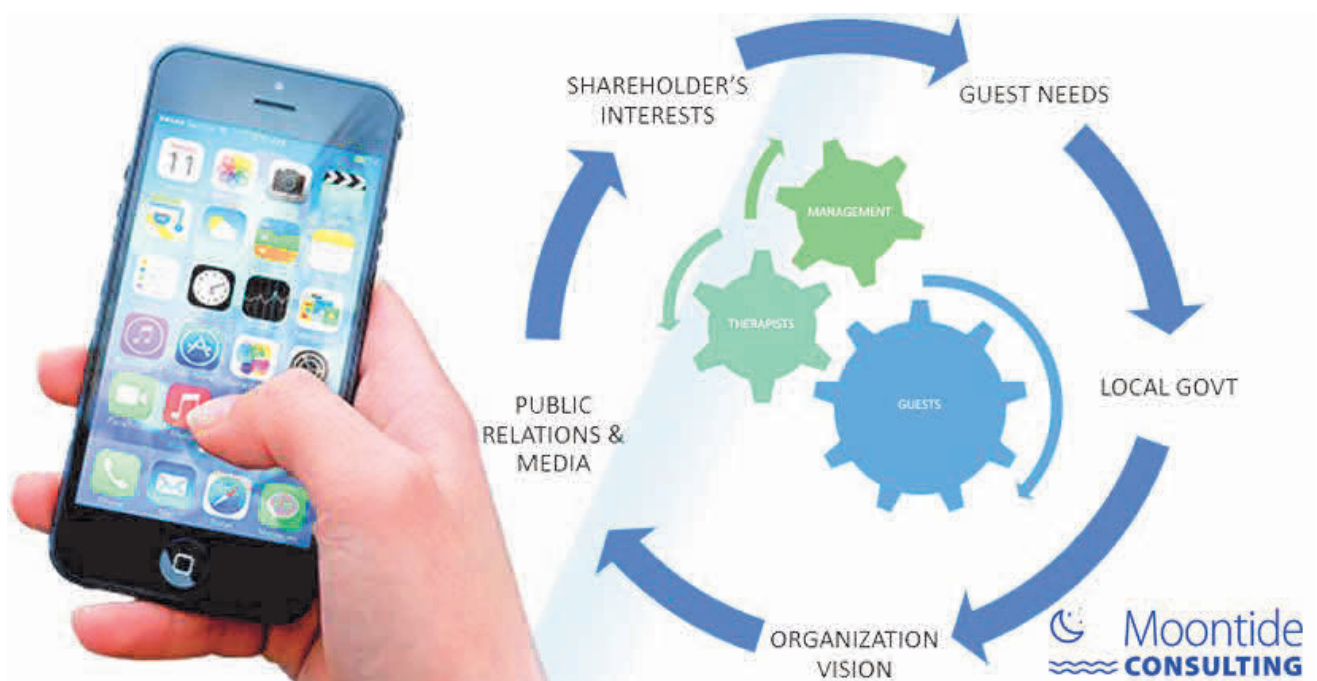 11
SHAREHOLDER'S
INTERESTS
GUEST NEEDS
MANAGEMENT
THERAPISTS
GUESTS
LOCAL GOVT
PUBLIC
RELATIONS &
MEDIA
ORGANIZATION
VISION
Moontide
CONSULTING